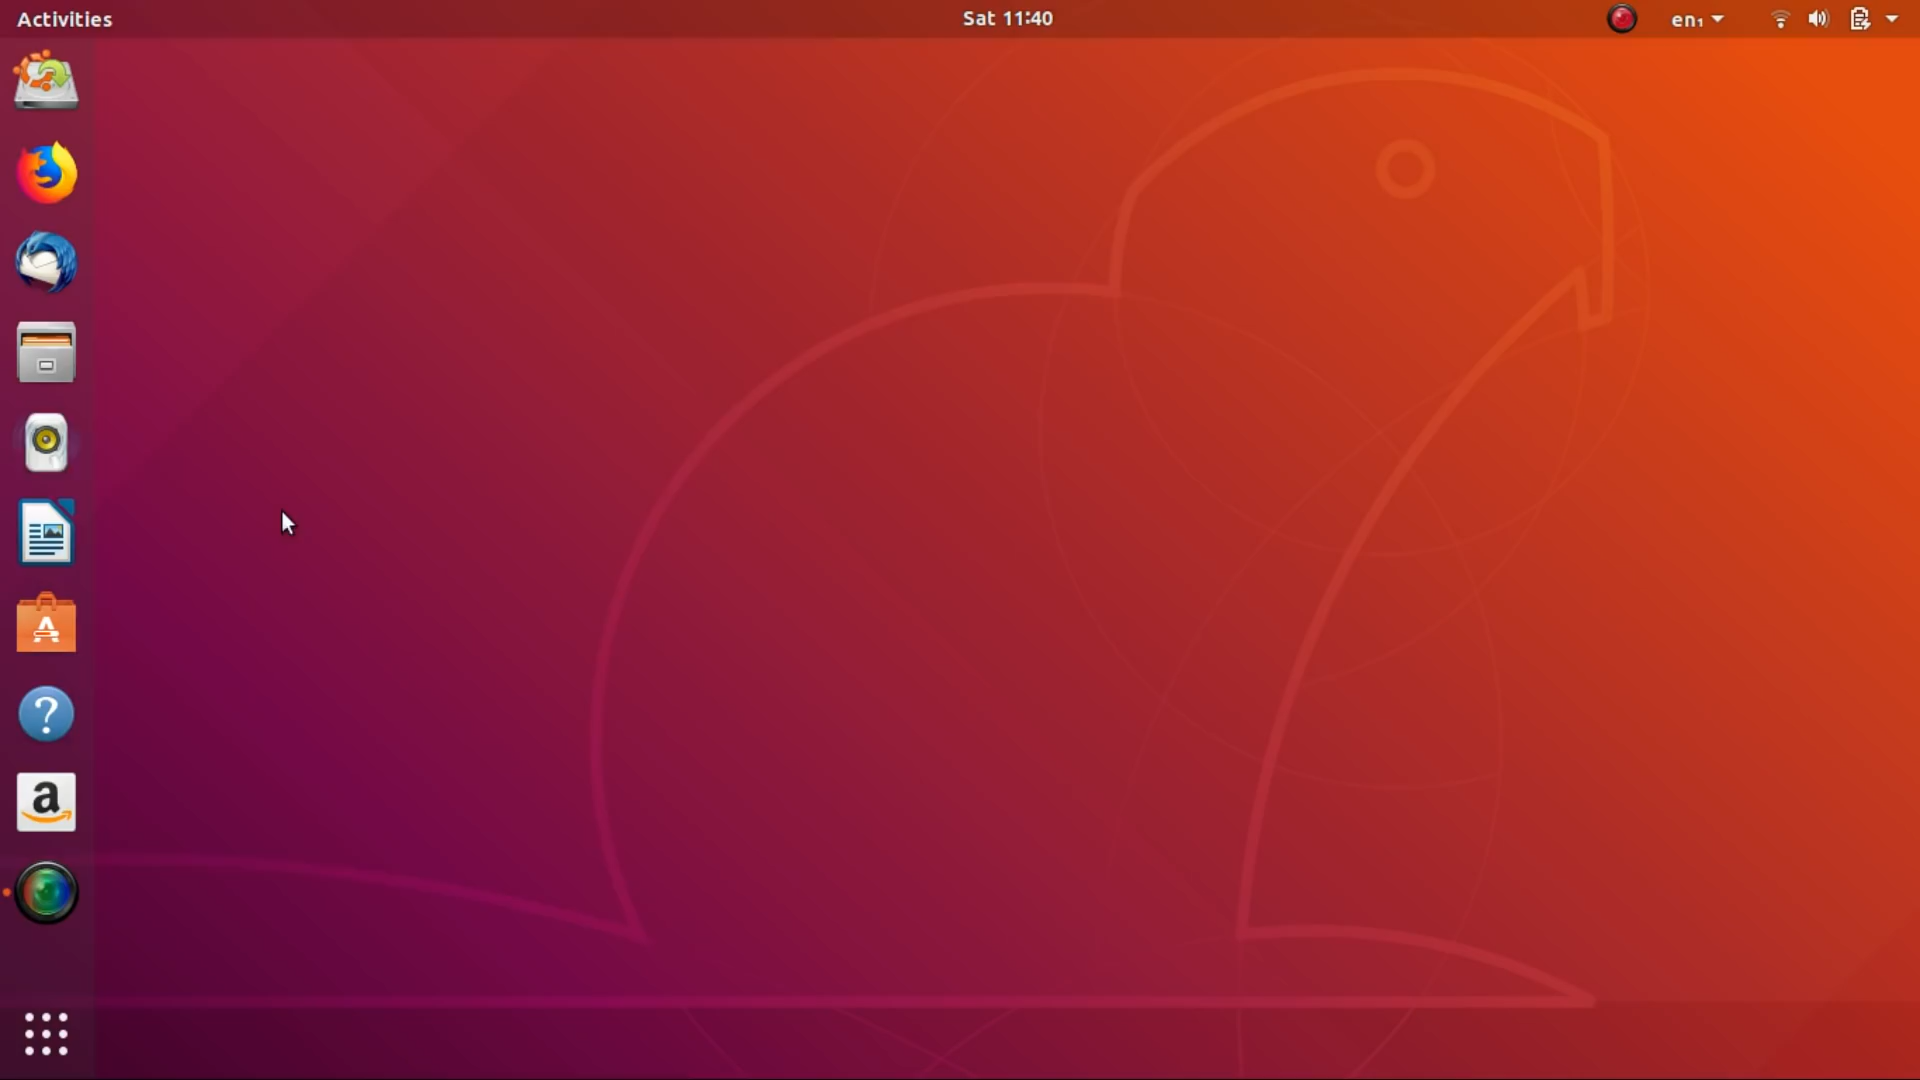 Activities
Sat 11:40
en₁
A
?
a